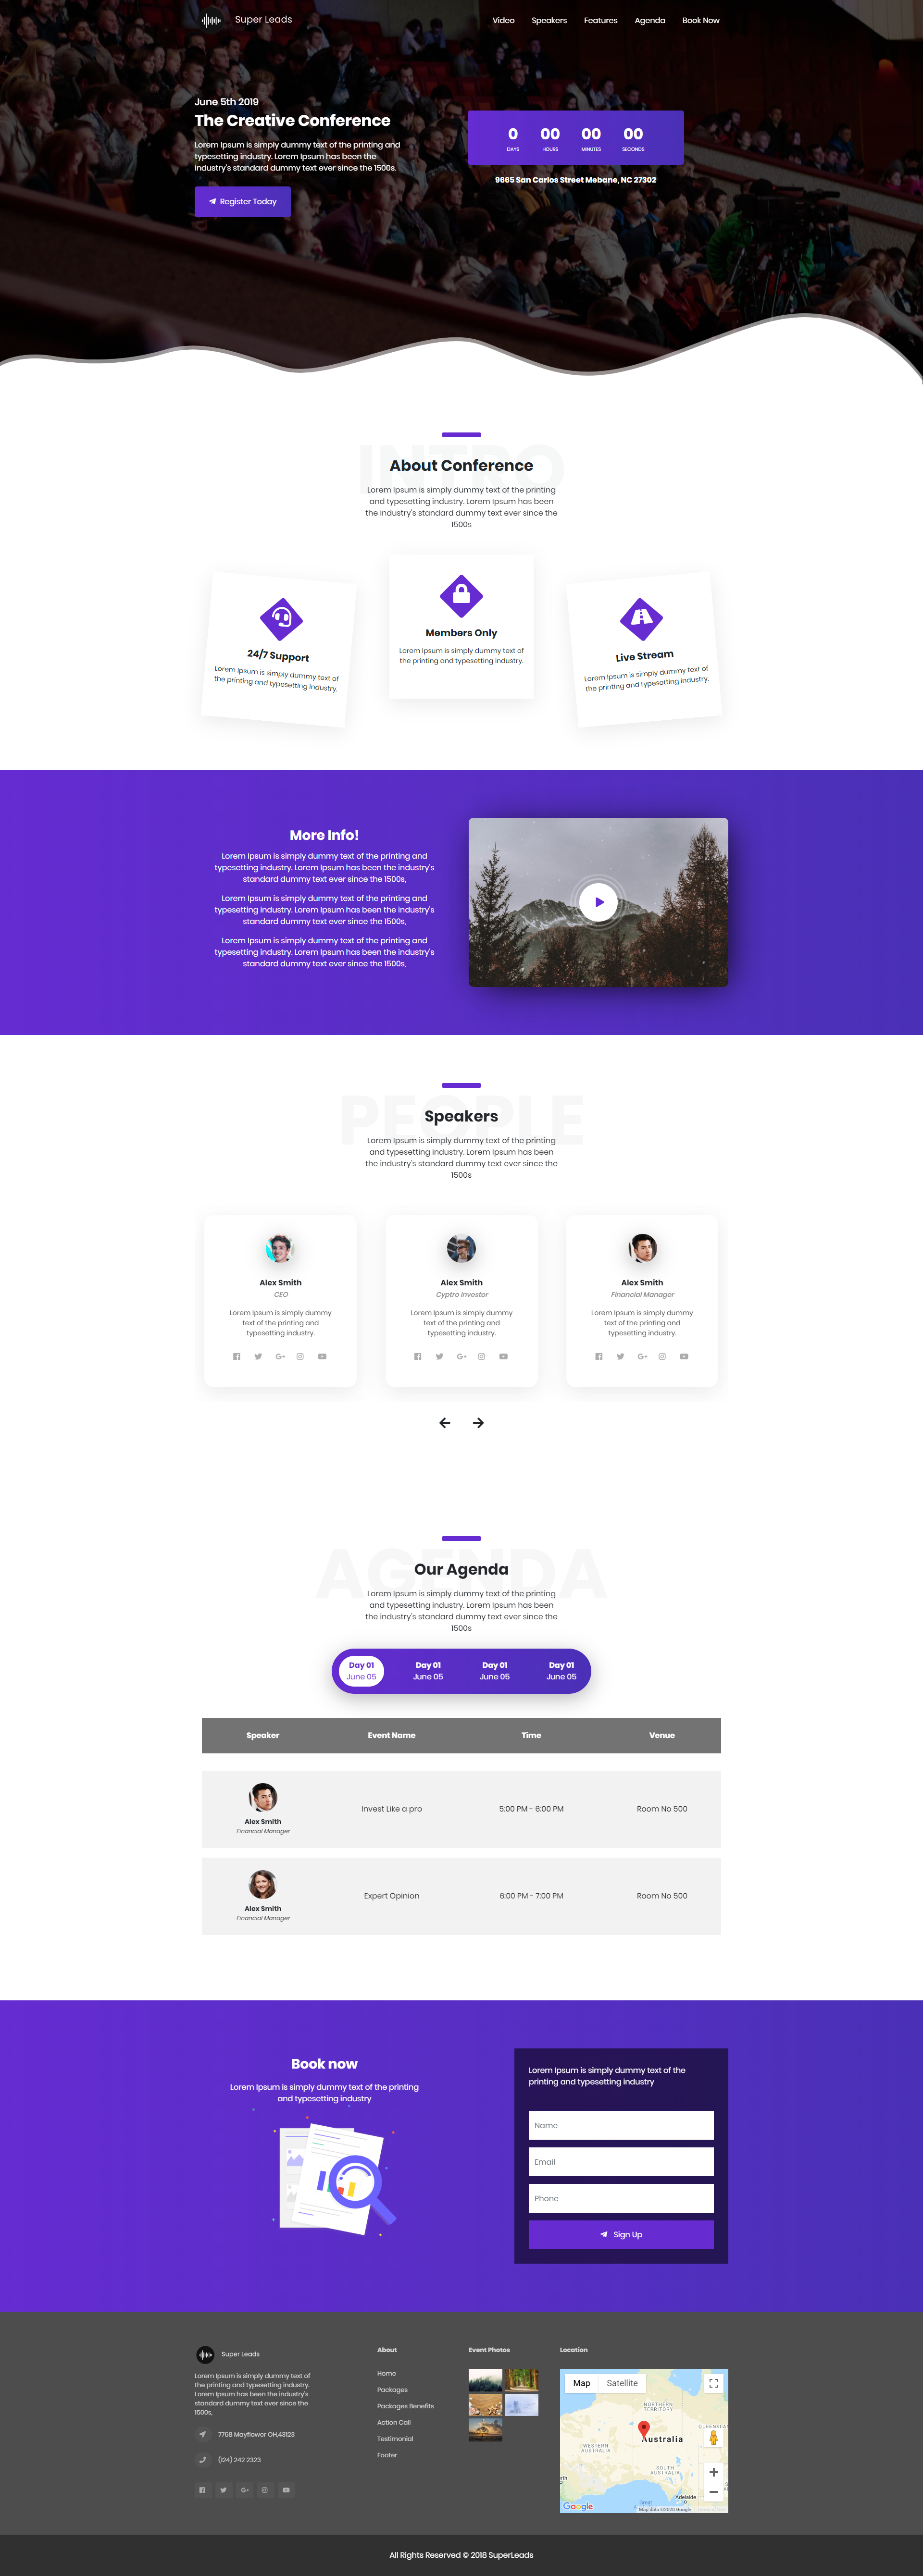 Super Leads
Video Speakers Features Agenda Book Now
June 5th 2019
The Creative Conference
Lorem Ipsum is simply dummy text of the printing and
typesetting industry. Lorem Ipsum has been the
industry's standard dummy text ever since the 1500s.
Register Today
0 00 00 00
DAYS HOURS MINUTES SECONDS
9665 San Carlos Street Mebane, NC 27302
INTRO
About Conference
Lorem Ipsum is simply dummy text of the printing
and typesetting industry. Lorem Ipsum has been
the industry's standard dummy text ever since the
1500s
24/7 Support
Lorem Ipsum is simply dummy text of
the printing and typosetting industry.
Members Only
Lorem Ipsum is simply dummy text of
the printing and typosetting industry.
Live Stream
Lorem Ipsum is simply dummy text of
the printing and typosetting industry.
More Info!
Lorem Ipsum is simply dummy text of the printing and
typesetting industry. Lorem Ipsum has been the industry's
standard dummy text ever since the 1500s,
Lorem Ipsum is simply dummy text of the printing and
typesetting industry. Lorem Ipsum has been the industry's
standard dummy text ever since the 1500s,
Lorem Ipsum is simply dummy text of the printing and
typesetting industry. Lorem Ipsum has been the industry's
standard dummy text ever since the 1500s,
PEOPLE
Speakers
Lorem Ipsum is simply dummy text of the printing
and typesetting industry. Lorem Ipsum has been
the industry's standard dummy text ever since the
1500s
Alex Smith
CEO
Lorem Ipsum is simply dummy
text of the printing and
typosetting industry.
Alex Smith
Cyptro Investor
Lorem Ipsum is simply dummy
text of the printing and
typosetting industry.
Alex Smith
Financial Manager
Lorem Ipsum is simply dummy
text of the printing and
typosetting industry.
AGENDA
Our Agenda
Lorem Ipsum is simply dummy text of the printing
and typesetting industry. Lorem Ipsum has been
the industry's standard dummy text ever since the
1500s
Day 01 Day 01 Day 01 Day 01
June 05 June 05 June 05 June 05
Speaker Event Name Time Venue
Alex Smith
Financial Manager
Invest Like a pro 5:00 PM - 6:00 PM Room No 500
Alex Smith
Financial Manager
Expert Opinion 6:00 PM - 7:00 PM Room No 500
Book now
Lorem Ipsum is simply dummy text of the printing
and typesetting industry
Lorem Ipsum is simply dummy text of the
printing and typesetting industry
Name
Email
Phone
Sign Up
Super Leads
Lorem Ipsum is simply dummy text of the
printing and typesetting industry.
Lorem Ipsum has been the industry's
standard dummy text ever since the
1500s,
7768 Mayflower OH,43123
(124) 242 2323
About
Home
Packages
Packages Benefits
Action Call
Testimonial
Footer
Event Photos
Location
Map Satellite
NORTHERN
TERRITORY
QUEENSLAN
Australia
WESTERN
AUSTRALIA
SOUTH
AUSTRALIA
Adelaide
Great
Google
Map data ©2020 Google
All Rights Reserved © 2018 SuperLeads